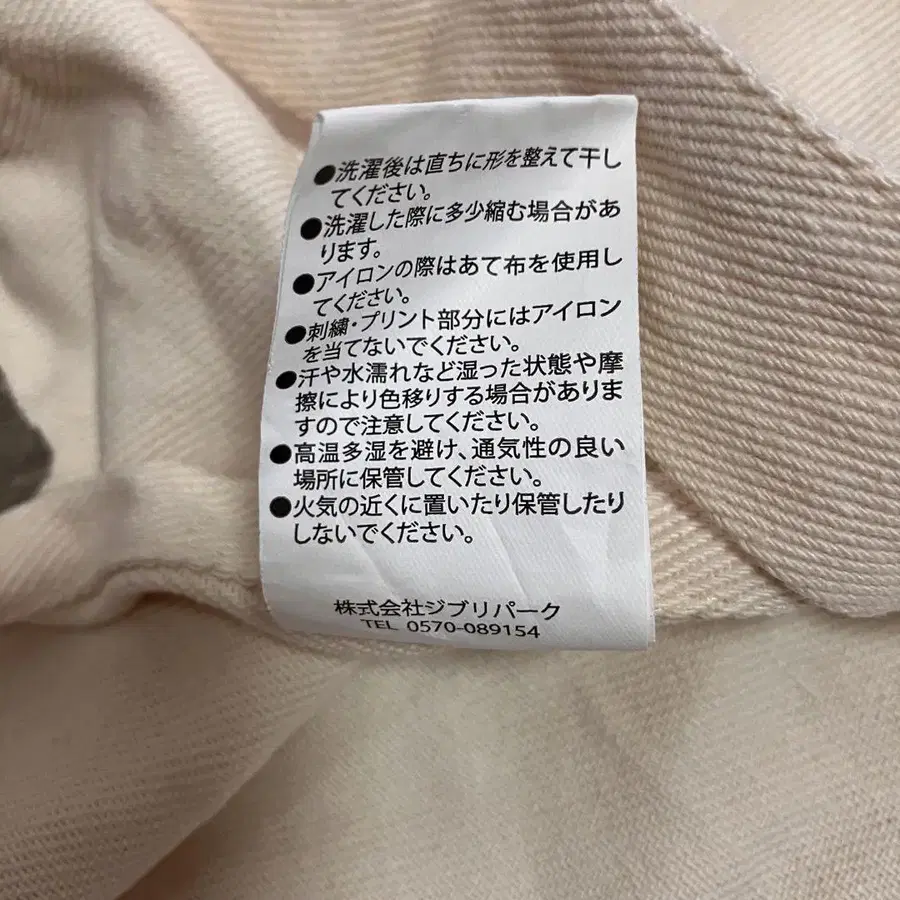 ●洗濯後は直ちに形を整えて干し
てください。
●洗濯した際に多少縮む場合があ
ります。
●アイロンの際はあて布を使用し
てください。
●刺繍・プリント部分にはアイロン
を当てないでください。
●汗や水濡れなど湿った状態や摩
擦により色移りする場合がありま
すので注意してください。
●高温多湿を避け、通気性の良い
場所に保管してください。
●火気の近くに置いたり保管したり
しないでください。
株式会社ジブリパーク
TEL 0570-089154